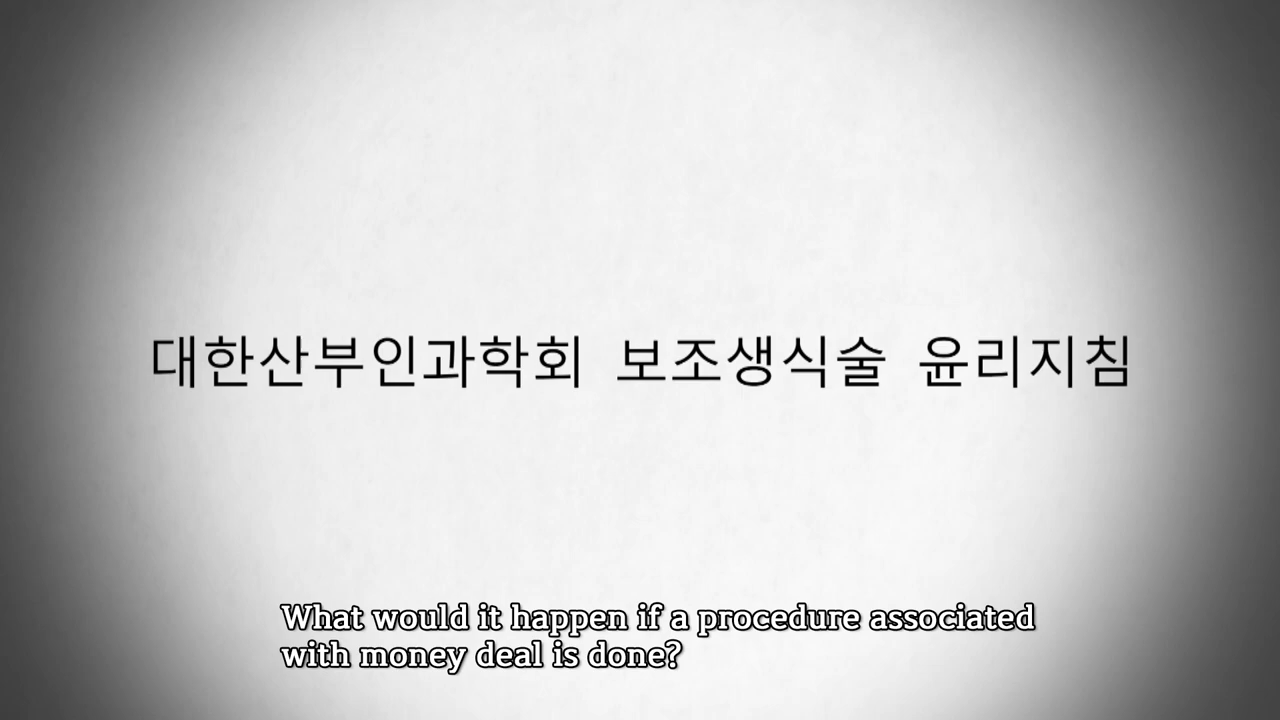 대한산부인과학회 보조생식술 윤리지침
What would it happen if a procedure associated
with money deal is done?